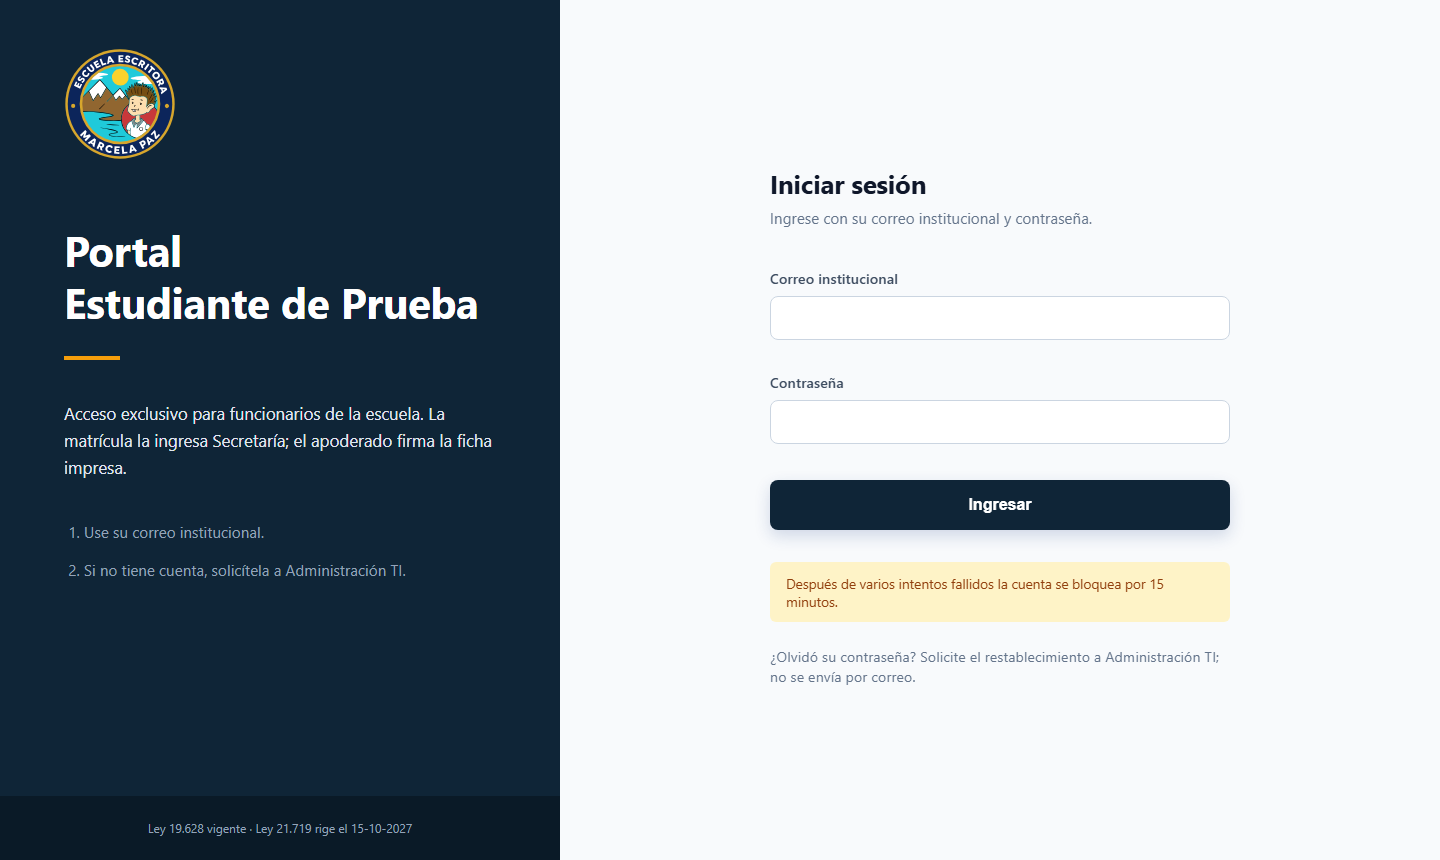 ESCUELA ESCRITORA
MARCELA PAZ
Portal
Estudiante de Prueba
Acceso exclusivo para funcionarios de la escuela. La
matrícula la ingresa Secretaría; el apoderado firma la ficha
impresa.
1. Use su correo institucional.
2. Si no tiene cuenta, solicítela a Administración TI.
Ley 19.628 vigente · Ley 21.719 rige el 15-10-2027
Iniciar sesión
Ingrese con su correo institucional y contraseña.
Correo institucional
Contraseña
Ingresar
Después de varios intentos fallidos la cuenta se bloquea por 15
minutos.
¿Olvidó su contraseña? Solicite el restablecimiento a Administración TI;
no se envía por correo.